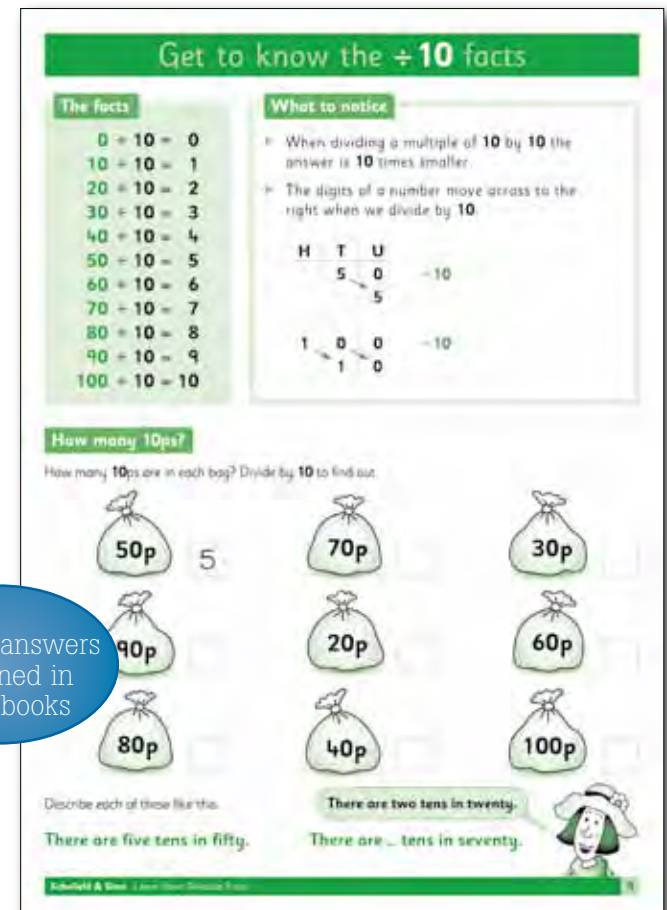 Get to know the ÷ 10 facts
The facts
0 ÷ 10 = 0
10 ÷ 10 = 1
20 ÷ 10 = 2
30 ÷ 10 = 3
40 ÷ 10 = 4
50 ÷ 10 = 5
60 ÷ 10 = 6
70 ÷ 10 = 7
80 ÷ 10 = 8
90 ÷ 10 = 9
100 ÷ 10 = 10
What to notice
When dividing a multiple of 10 by 10 the
answer is 10 times smaller.
The digits of a number move across to the
right when we divide by 10.
H T U
5 0 ÷ 10
5
1 0 0 ÷ 10
1 0
How many 10ps?
How many 10ps are in each bag? Divide by 10 to find out.
50p 5 70p 30p
90p 20p 60p
80p 40p 100p
answers
ned in
books
Describe each of these like this.
There are two tens in twenty.
There are five tens in fifty. There are ... tens in seventy.
Schofield & Sims